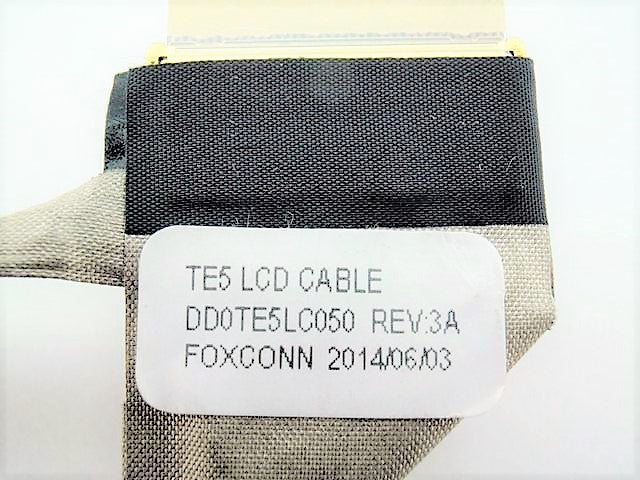 TE5 LCD CABLE
DD0TE5LC050 REV:3A
FOXCONN 2014/06/03